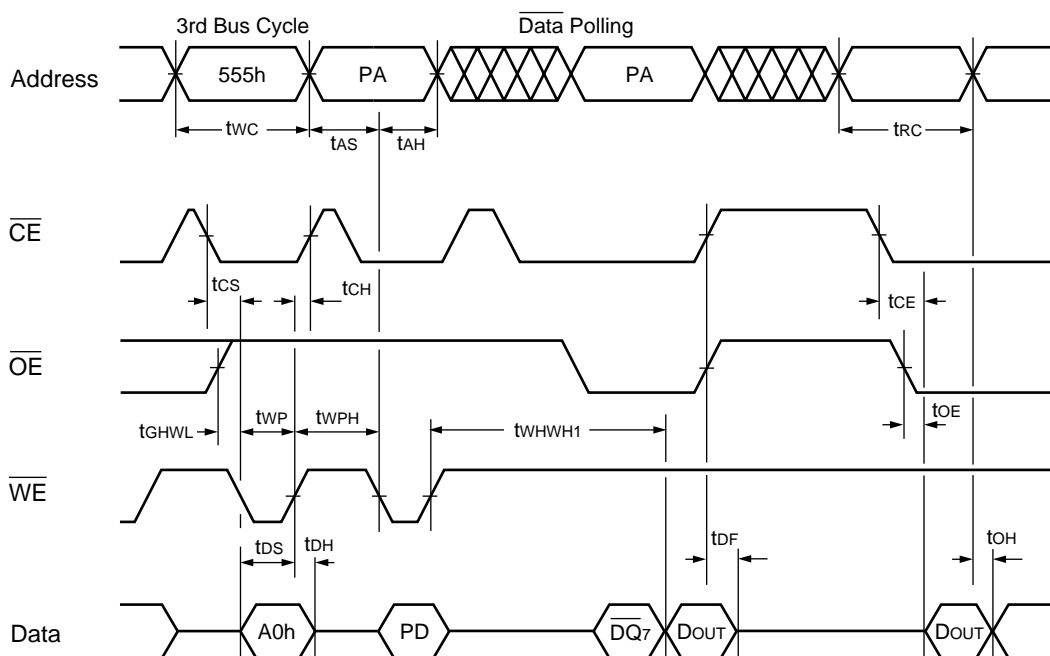 3rd Bus Cycle Data Polling
Address 555h PA PA
tWC tAS tAH tRC
CE
tCS tCH tCE
OE
tGHWL tWP tWPH tWHWH1 tOE
WE
tDS tDH tDF tOH
Data A0h PD DQ7 DOUT DOUT